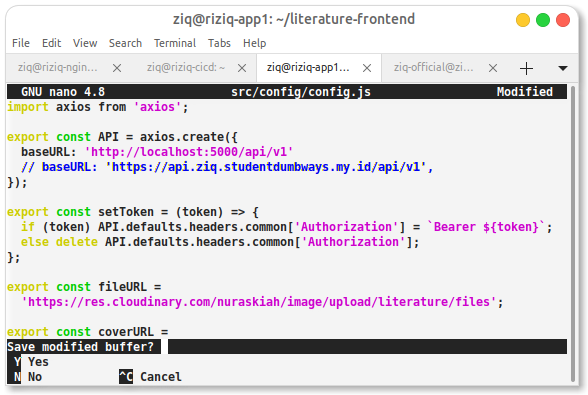 ziq@riziq-app1: ~/literature-frontend
File Edit View Search Terminal Tabs Help
ziq@riziq-ngin... × ziq@riziq-cicd: ~ × ziq@riziq-app1... × ziq-official@zi... ×
GNU nano 4.8 src/config/config.js Modified
import axios from 'axios';
export const API = axios.create({
baseURL: 'http://localhost:5000/api/v1'
// baseURL: 'https://api.ziq.studentdumbways.my.id/api/v1',
});
export const setToken = (token) => {
if (token) API.defaults.headers.common['Authorization'] = `Bearer ${token}`;
else delete API.defaults.headers.common['Authorization'];
};
export const fileURL =
'https://res.cloudinary.com/nuraskiah/image/upload/literature/files';
export const coverURL =
Save modified buffer?
Y Yes
N No ^C Cancel